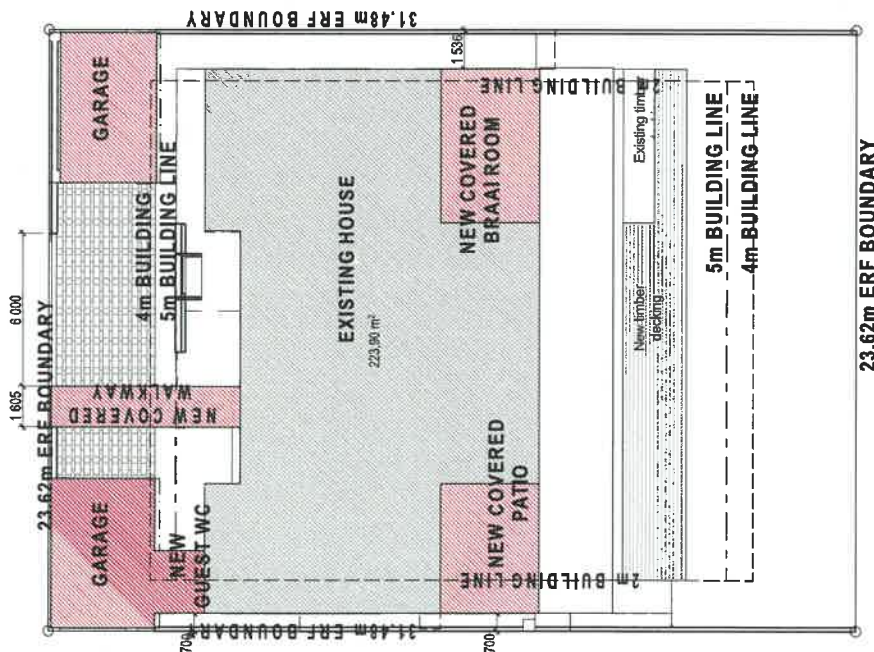 31.48m ERF BOUNDARY
GARAGE
1 536
2m BUILDING LINE
4m BUILDING
5m BUILDING LINE
EXISTING HOUSE
223,90 m²
NEW COVERED
BRAAI ROOM
Existing timber
5m BUILDING LINE
4m BUILDING LINE
23.62m ERF BOUNDARY
6 000
1 605
23.62m ERF BOUNDARY
NEW COVERED
WALKWAY
New timber
decking
GARAGE
NEW
GUEST WC
NEW COVERED
PATIO
2m BUILDING LINE
31.48m ERF BOUNDARY
700
700